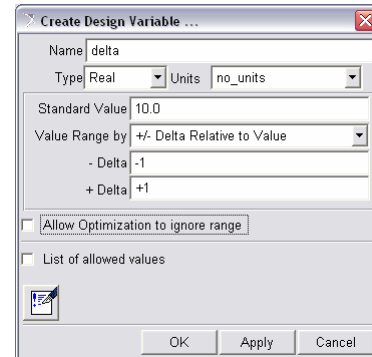 Create Design Variable ...
Name delta
Type Real Units no_units
Standard Value 10.0
Value Range by +/- Delta Relative to Value
- Delta -1
+ Delta +1
Allow Optimization to ignore range
List of allowed values
OK Apply Cancel